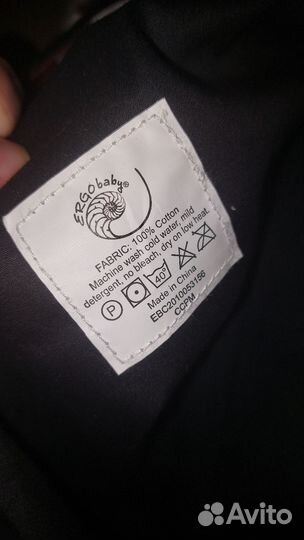 ERGObaby®
FABRIC: 100% Cotton
Machine wash cold water, mild
detergent, no bleach, dry on low heat.
P 40°
Made in China
EBC2010053156
CCPM
Avito